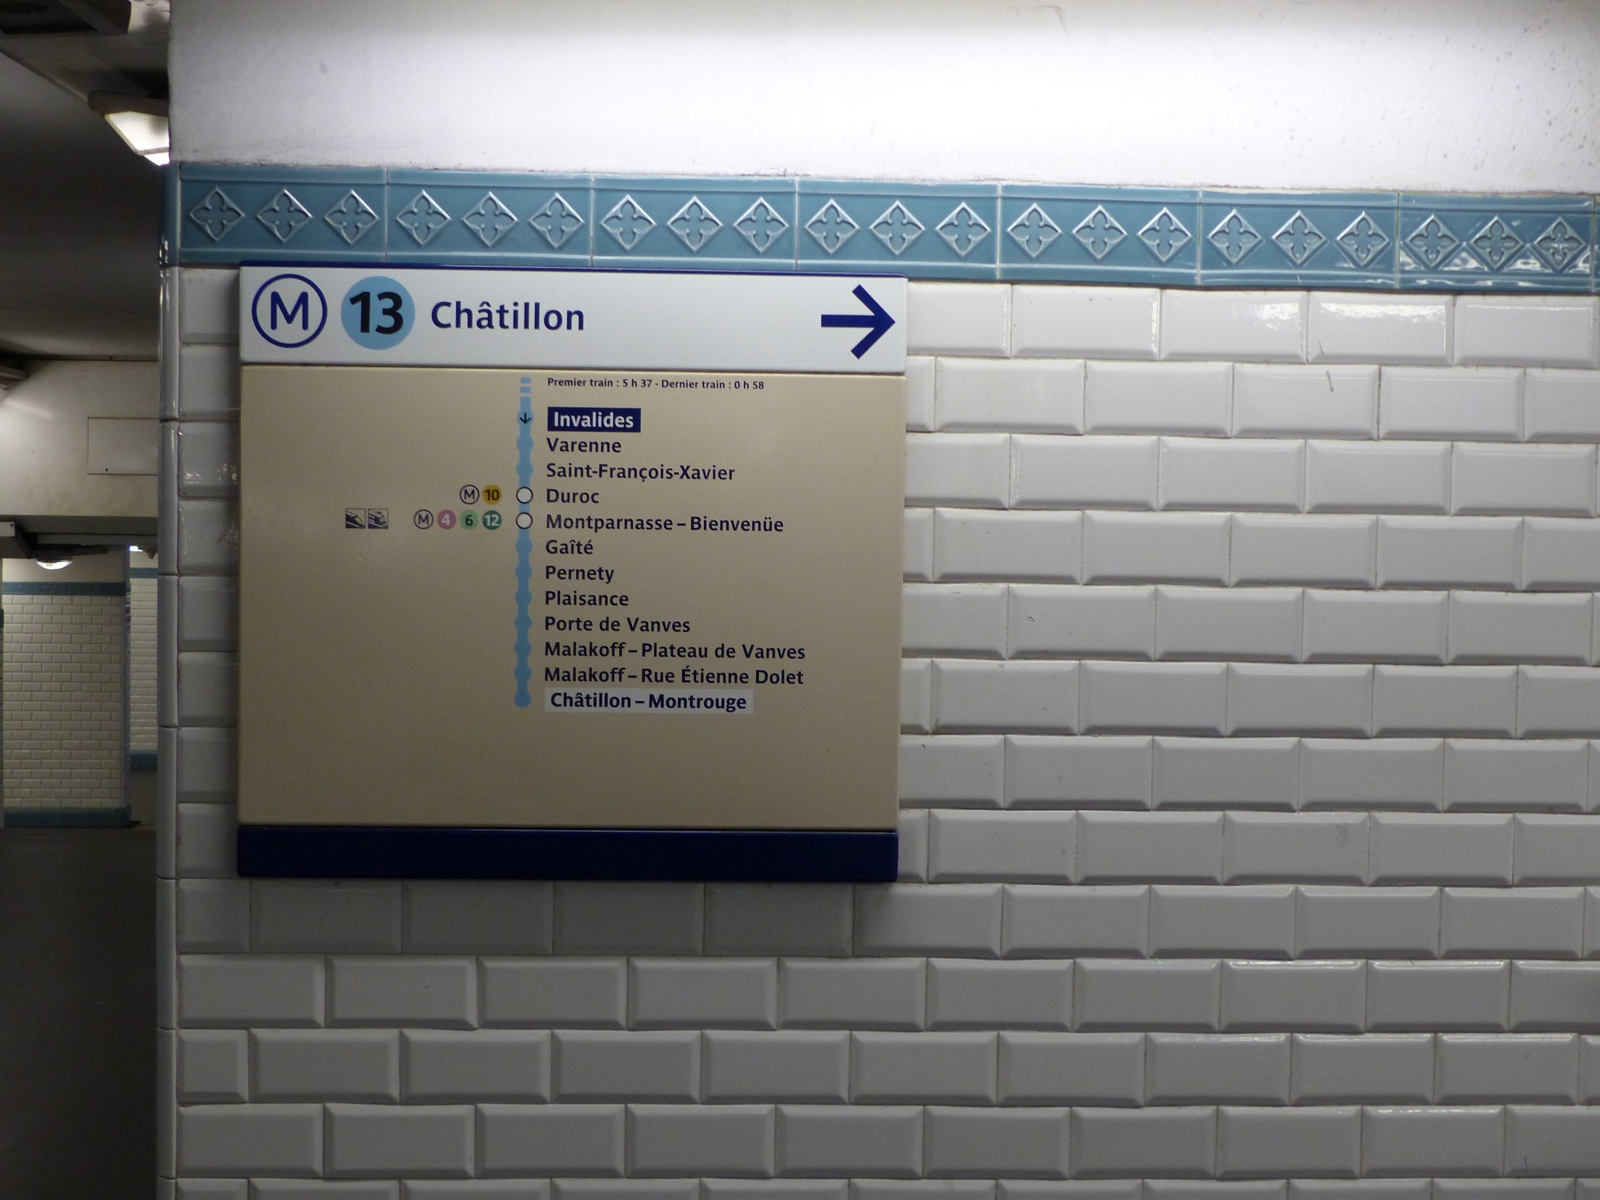 M 13 Châtillon
Premier train : 5 h 37 - Dernier train : 0 h 58
Invalides
Varenne
Saint-François-Xavier
M 10 Duroc
M 4 6 12 Montparnasse – Bienvenüe
Gaîté
Pernety
Plaisance
Porte de Vanves
Malakoff – Plateau de Vanves
Malakoff – Rue Étienne Dolet
Châtillon – Montrouge